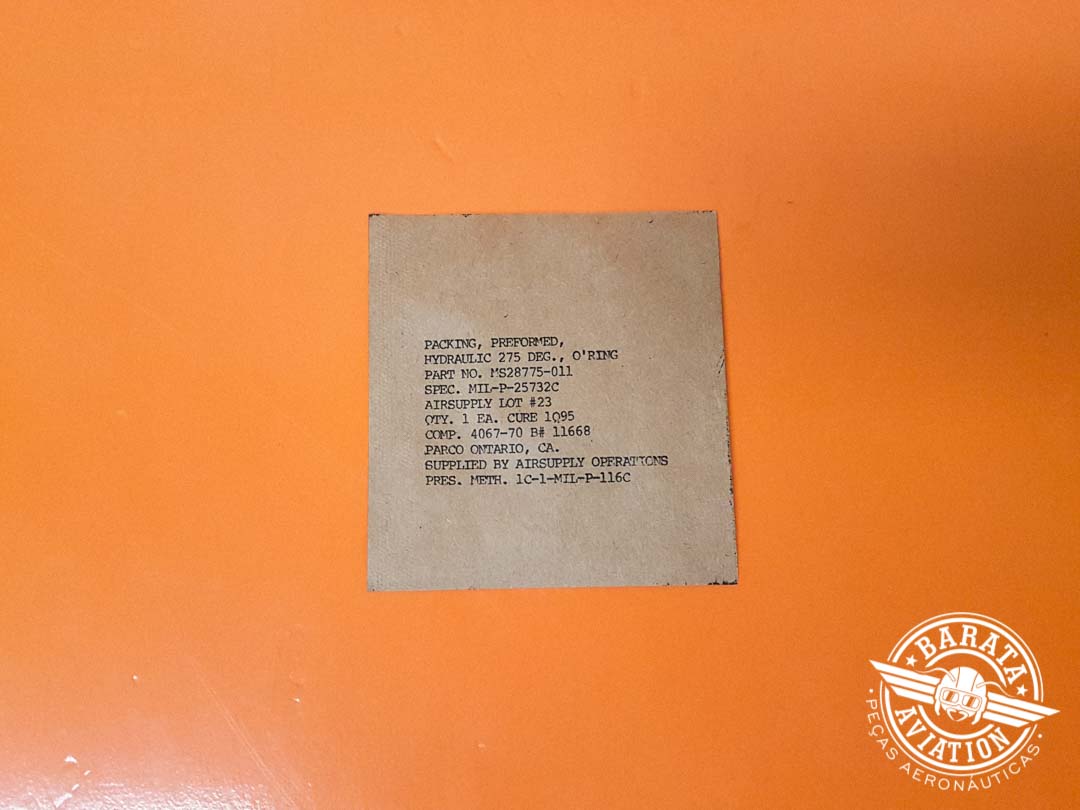 PACKING, PREFORMED,
HYDRAULIC 275 DEG., O'RING
PART NO. MS28775-011
SPEC. MIL-P-25732C
AIRSUPPLY LOT #23
QTY. 1 EA. CURE 1Q95
COMP. 4067-70 B# 11668
PARCO ONTARIO, CA.
SUPPLIED BY AIRSUPPLY OPERATIONS
PRES. METH. 1C-1-MIL-P-116C
BARATA
AVIATION
PEÇAS AERONÁUTICAS